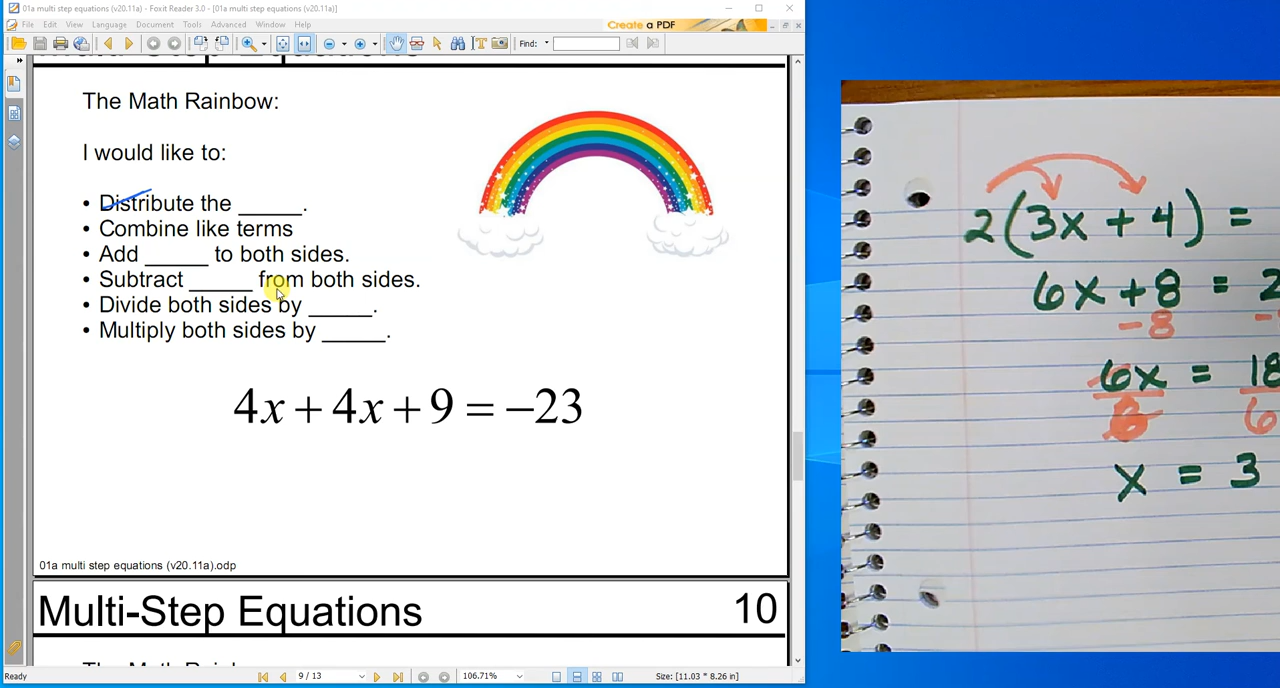 01a multi step equations (v20.11a) - Foxit Reader 3.0 - [01a multi step equations (v20.11a)]
File Edit View Language Document Tools Advanced Window Help
Create a PDF
Find:
The Math Rainbow:
I would like to:
• Distribute the _____.
• Combine like terms
• Add _____ to both sides.
• Subtract _____ from both sides.
• Divide both sides by _____.
• Multiply both sides by _____.
4x + 4x + 9 = −23
01a multi step equations (v20.11a).odp
Multi-Step Equations 10
Ready
9 / 13
106.71%
Size: [11.03 * 8.26 in]
2(3x + 4) =
6x + 8 = 2
-8 -
6x = 18
6 6
x = 3